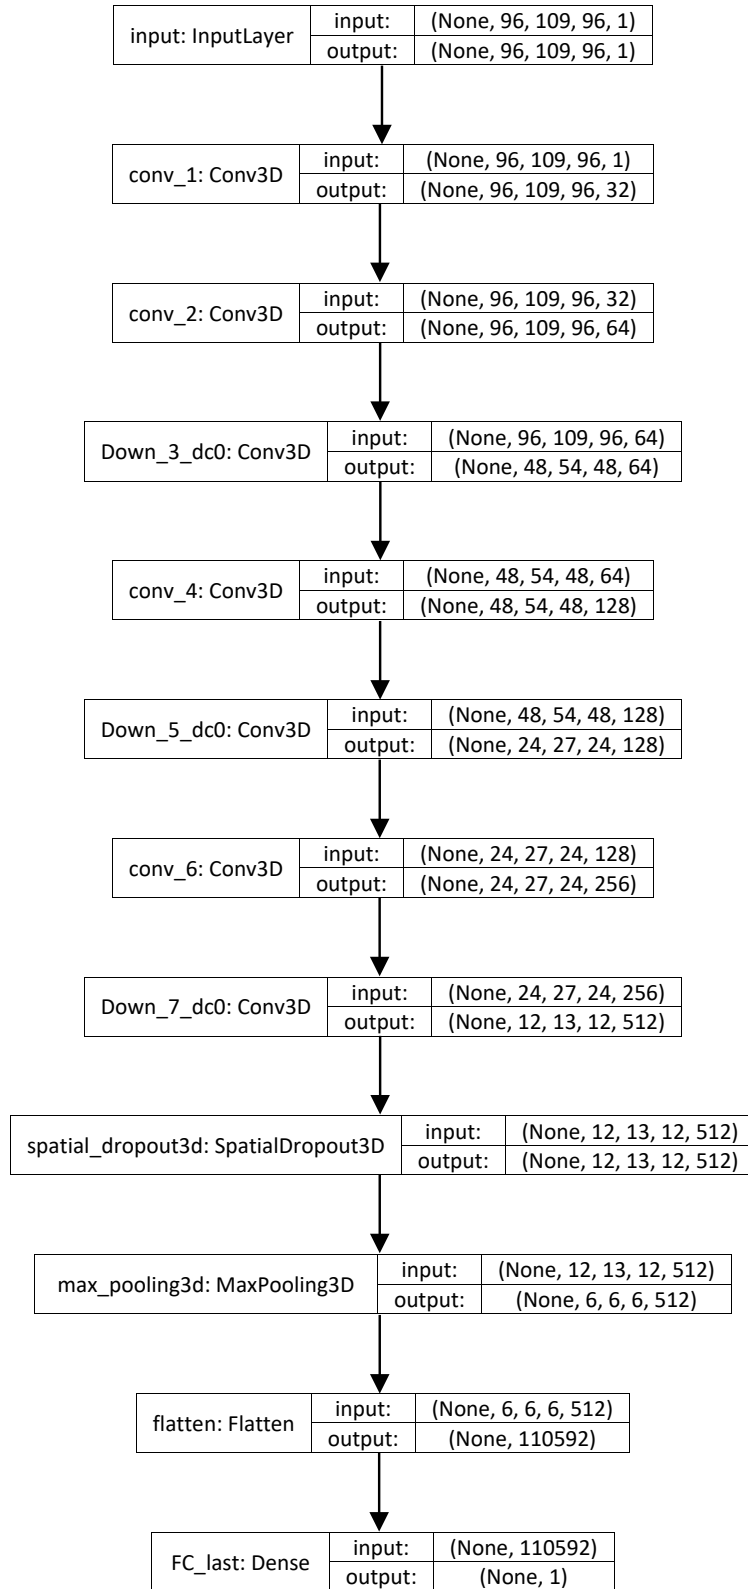 input: InputLayer
input: (None, 96, 109, 96, 1)
output: (None, 96, 109, 96, 1)
conv_1: Conv3D
input: (None, 96, 109, 96, 1)
output: (None, 96, 109, 96, 32)
conv_2: Conv3D
input: (None, 96, 109, 96, 32)
output: (None, 96, 109, 96, 64)
Down_3_dc0: Conv3D
input: (None, 96, 109, 96, 64)
output: (None, 48, 54, 48, 64)
conv_4: Conv3D
input: (None, 48, 54, 48, 64)
output: (None, 48, 54, 48, 128)
Down_5_dc0: Conv3D
input: (None, 48, 54, 48, 128)
output: (None, 24, 27, 24, 128)
conv_6: Conv3D
input: (None, 24, 27, 24, 128)
output: (None, 24, 27, 24, 256)
Down_7_dc0: Conv3D
input: (None, 24, 27, 24, 256)
output: (None, 12, 13, 12, 512)
spatial_dropout3d: SpatialDropout3D
input: (None, 12, 13, 12, 512)
output: (None, 12, 13, 12, 512)
max_pooling3d: MaxPooling3D
input: (None, 12, 13, 12, 512)
output: (None, 6, 6, 6, 512)
flatten: Flatten
input: (None, 6, 6, 6, 512)
output: (None, 110592)
FC_last: Dense
input: (None, 110592)
output: (None, 1)